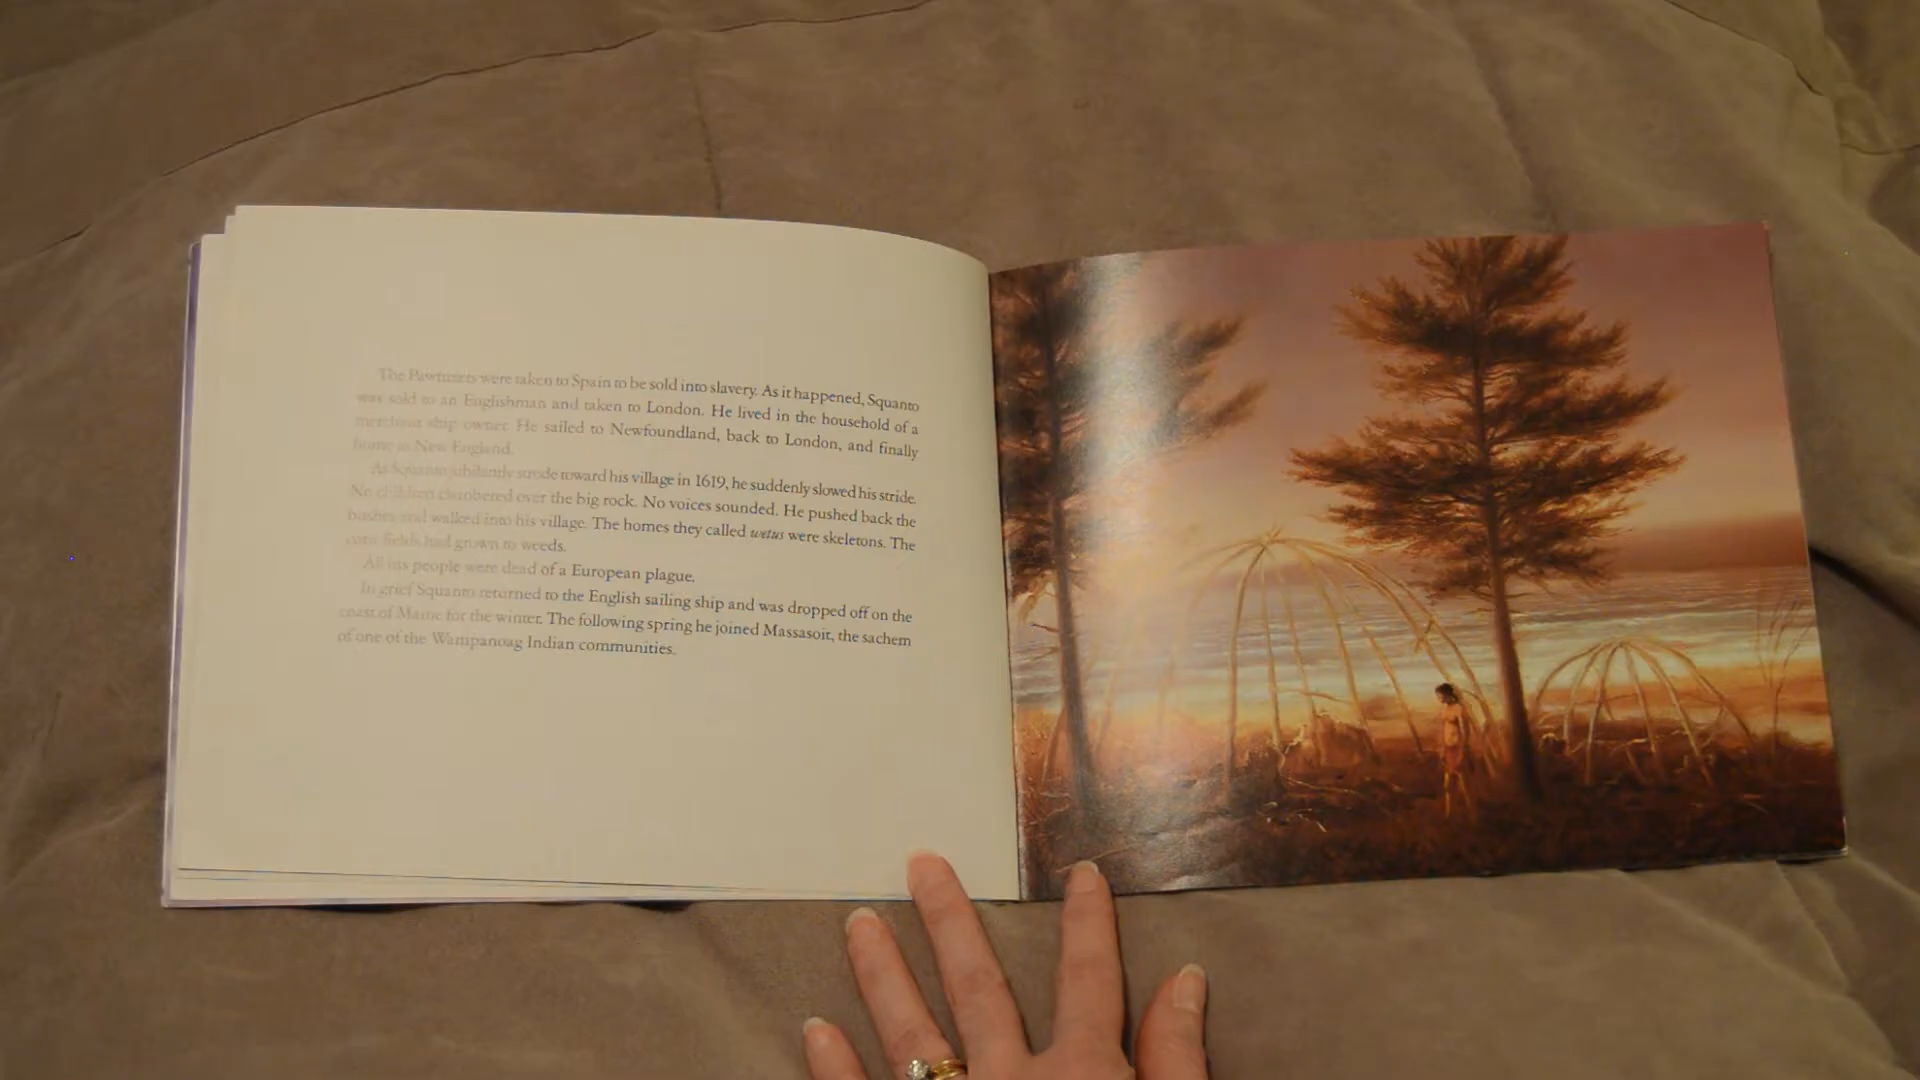 The Pawtuxets were taken to Spain to be sold into slavery. As it happened, Squanto
was sold to an Englishman and taken to London. He lived in the household of a
merchant ship owner. He sailed to Newfoundland, back to London, and finally
home to New England.
As Squanto jubilantly strode toward his village in 1619, he suddenly slowed his stride.
No children clambered over the big rock. No voices sounded. He pushed back the
bushes and walked into his village. The homes they called wetus were skeletons. The
corn fields had grown to weeds.
All his people were dead of a European plague.
In grief Squanto returned to the English sailing ship and was dropped off on the
coast of Maine for the winter. The following spring he joined Massasoit, the sachem
of one of the Wampanoag Indian communities.